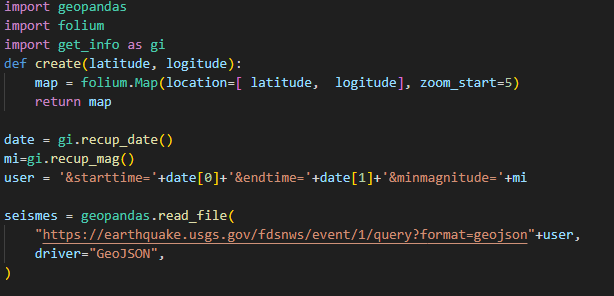 import geopandas
import folium
import get_info as gi
def create(latitude, logitude):
    map = folium.Map(location=[ latitude,  logitude], zoom_start=5)
    return map

date = gi.recup_date()
mi=gi.recup_mag()
user = '&starttime='+date[0]+'&endtime='+date[1]+'&minmagnitude='+mi

seismes = geopandas.read_file(
    "https://earthquake.usgs.gov/fdsnws/event/1/query?format=geojson"+user,
    driver="GeoJSON",
)